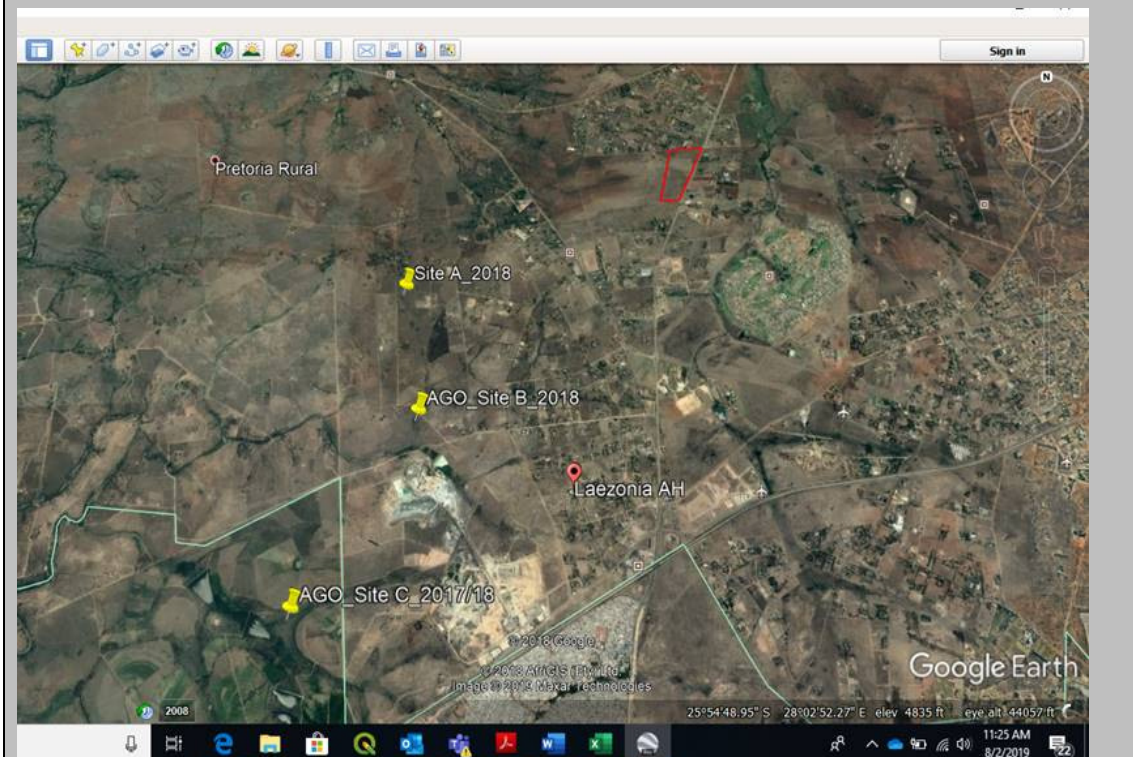 Sign in
N
Pretoria Rural
Site A_2018
AGO_Site B_2018
Laezonia AH
AGO_Site C_2017/18
© 2018 Google
© 2018 AfriGIS (Pty) Ltd.
Image © 2019 Maxar Technologies
Google Earth
2008
25°54'48.95" S 28°02'52.27" E elev 4835 ft eye alt 44057 ft
11:25 AM
8/2/2019
22